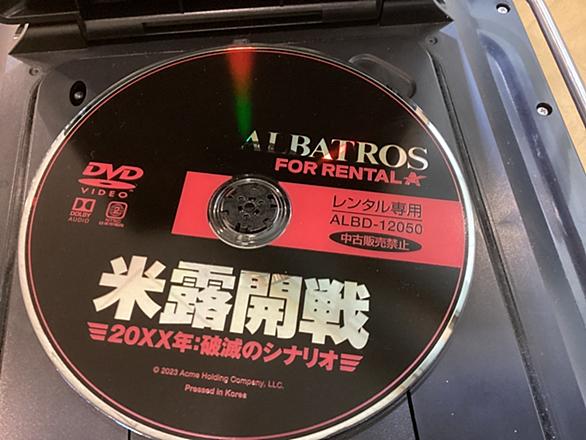 ALBATROS
FOR RENTAL
DVD
VIDEO
DOLBY
AUDIO
レンタル専用
ALBD-12050
中古販売禁止
米露開戦
20XX年:破滅のシナリオ
© 2023 Acme Holding Company, LLC.
Pressed in Korea